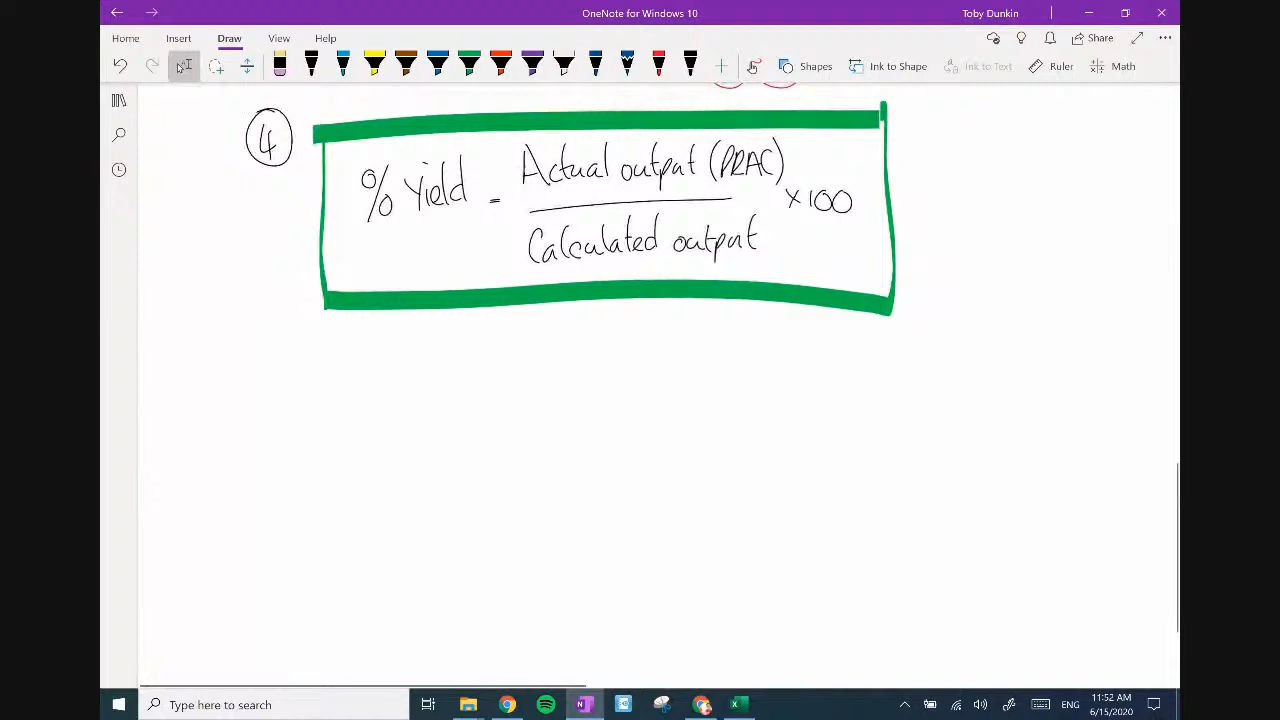 OneNote for Windows 10
Toby Dunkin
Home Insert Draw View Help
Share
Shapes Ink to Shape Ink to Text Ruler Math
4
% Yield = Actual output (PRAC)
Calculated output
× 100
Type here to search
ENG
11:52 AM
6/15/2020